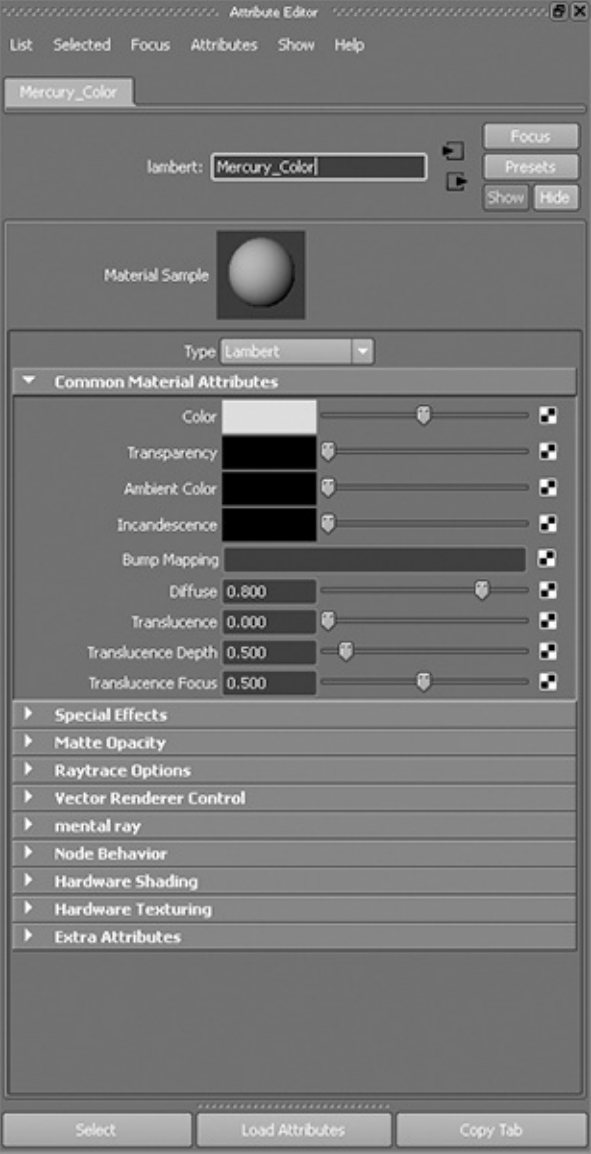 Attribute Editor
List Selected Focus Attributes Show Help
Mercury_Color
Focus
lambert: Mercury_Color
Presets
Show Hide
Material Sample
Type Lambert
Common Material Attributes
Color
Transparency
Ambient Color
Incandescence
Bump Mapping
Diffuse 0.800
Translucence 0.000
Translucence Depth 0.500
Translucence Focus 0.500
Special Effects
Matte Opacity
Raytrace Options
Vector Renderer Control
mental ray
Node Behavior
Hardware Shading
Hardware Texturing
Extra Attributes
Select Load Attributes Copy Tab